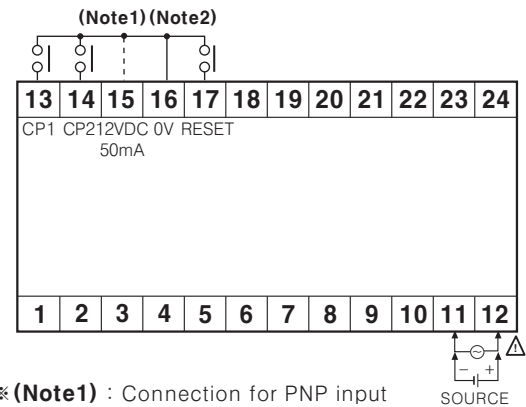 (Note1) (Note2)
13 14 15 16 17 18 19 20 21 22 23 24
CP1 CP2 12VDC 0V RESET
50mA
1 2 3 4 5 6 7 8 9 10 11 12
− +
SOURCE
※(Note1) : Connection for PNP input